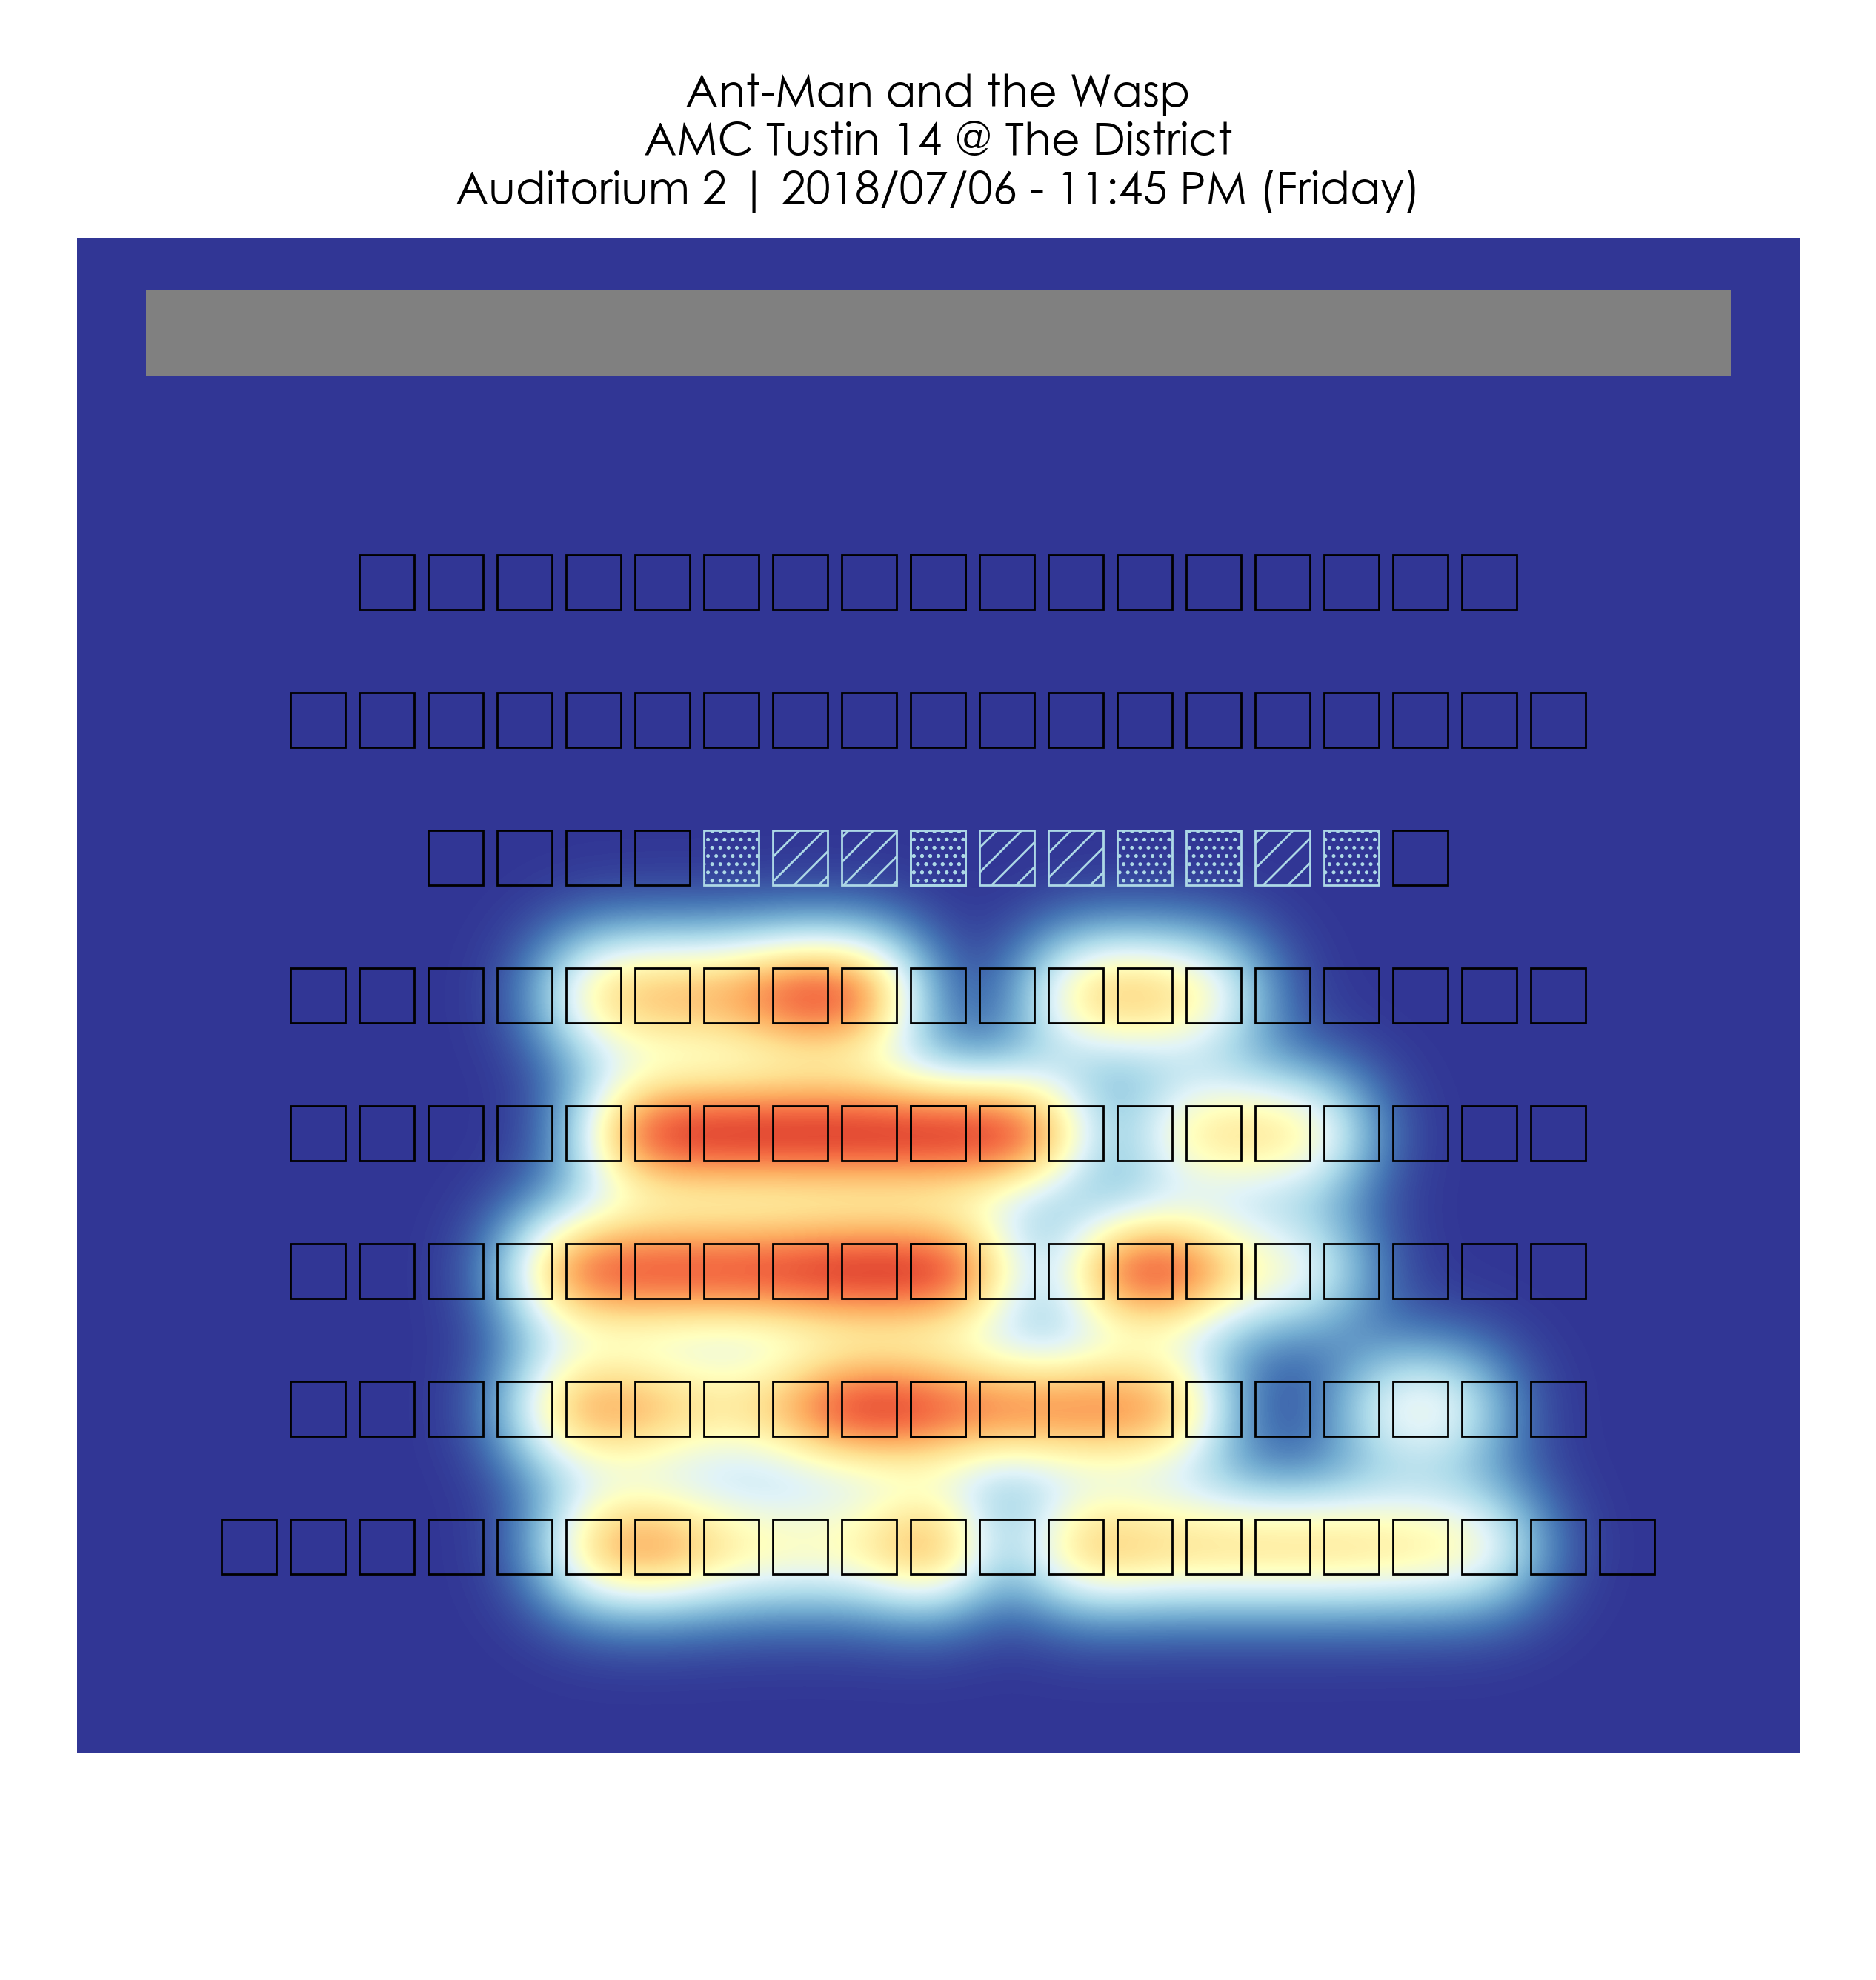 Ant-Man and the Wasp
AMC Tustin 14 @ The District
Auditorium 2 | 2018/07/06 - 11:45 PM (Friday)